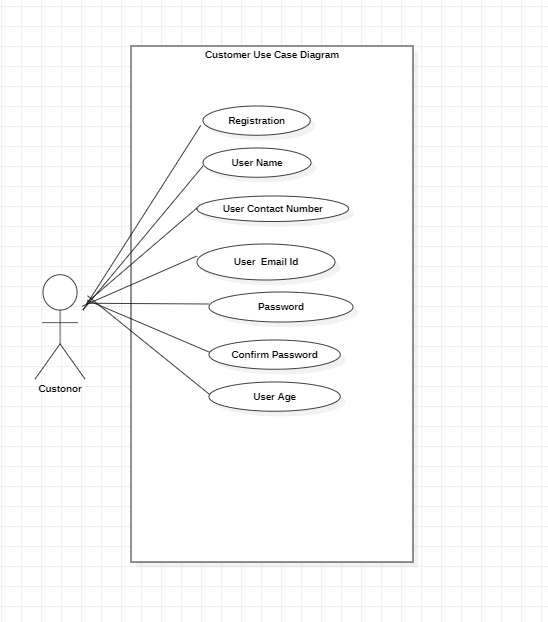 Customer Use Case Diagram
Registration
User Name
User Contact Number
User Email Id
Password
Confirm Password
User Age
Custonor